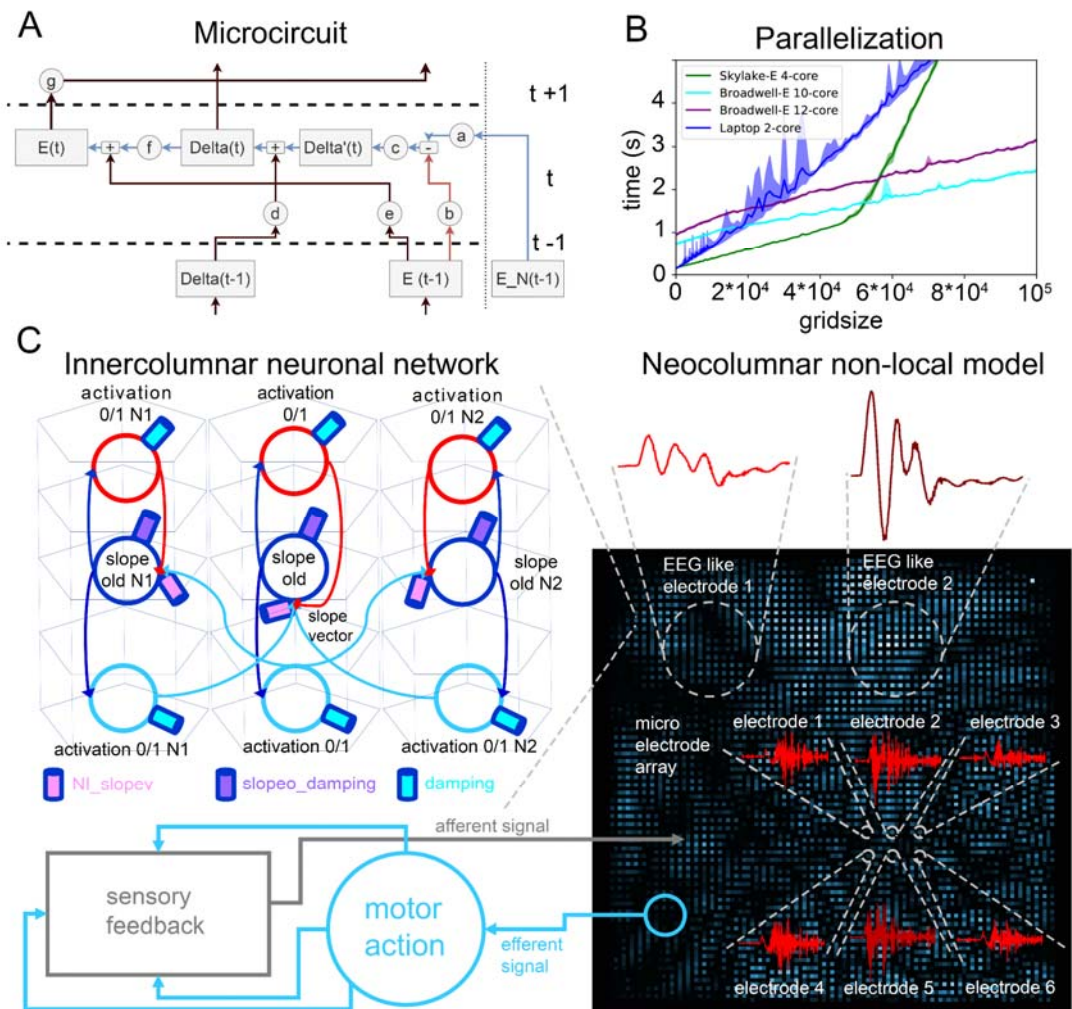 A
Microcircuit
g
t +1
E(t)
+
f
Delta(t)
+
Delta'(t)
c
-
a
t
d
e
b
t-1
Delta(t-1)
E (t-1)
E_N(t-1)
B
Parallelization
Skylake-E 4-core
Broadwell-E 10-core
Broadwell-E 12-core
Laptop 2-core
time (s)
4
3
2
1
0
0
2*10⁴
4*10⁴
6*10⁴
8*10⁴
10⁵
gridsize
C
Innercolumnar neuronal network
activation
0/1 N1
activation
0/1
activation
0/1 N2
slope
old N1
slope
old
slope
old N2
slope
vector
activation 0/1 N1
activation 0/1
activation 0/1 N2
NI_slopev
slopeo_damping
damping
Neocolumnar non-local model
EEG like
electrode 1
EEG like
electrode 2
micro
electrode
array
electrode 1
electrode 2
electrode 3
electrode 4
electrode 5
electrode 6
afferent signal
sensory
feedback
motor
action
efferent
signal